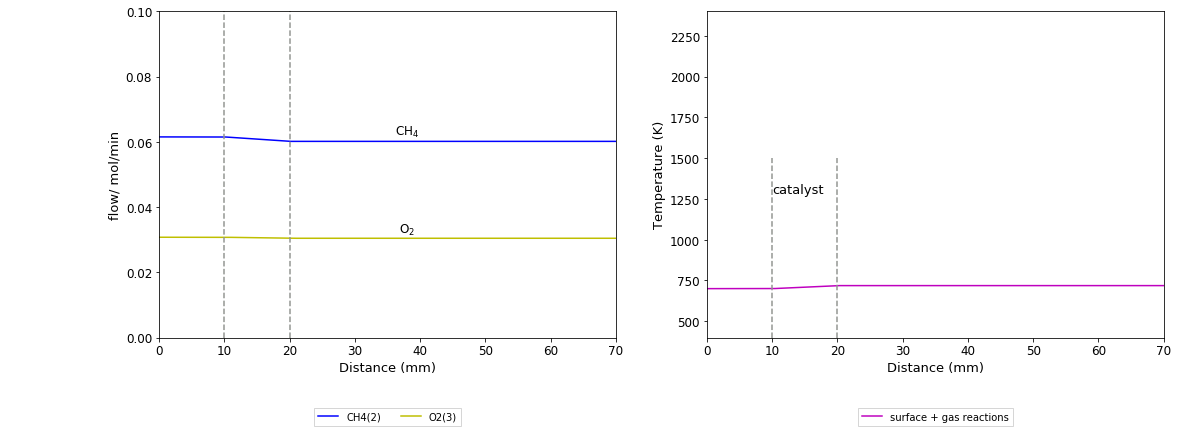 0.10
0.08
0.06
0.04
0.02
0.00
flow/ mol/min
CH₄
O₂
0 10 20 30 40 50 60 70
Distance (mm)
CH4(2) O2(3)
2250
2000
1750
1500
1250
1000
750
500
Temperature (K)
catalyst
0 10 20 30 40 50 60 70
Distance (mm)
surface + gas reactions